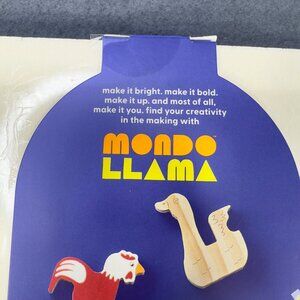 make it bright. make it bold.
make it up. and most of all,
make it you. find your creativity
in the making with
MONDO
LLAMA